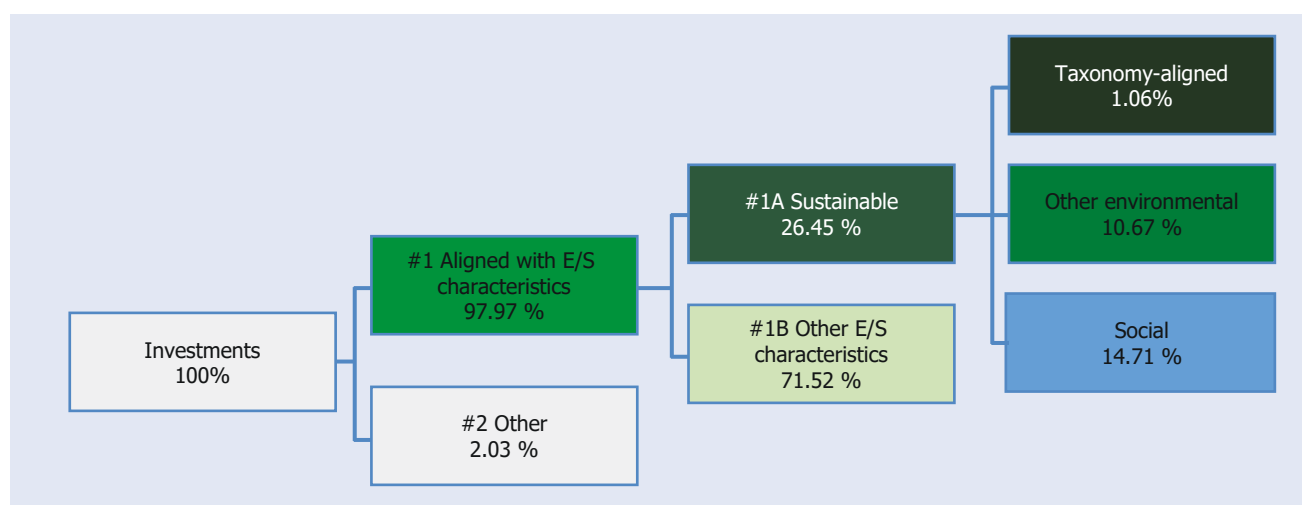 Investments
100%
#1 Aligned with E/S
characteristics
97.97 %
#2 Other
2.03 %
#1A Sustainable
26.45 %
#1B Other E/S
characteristics
71.52 %
Taxonomy-aligned
1.06%
Other environmental
10.67 %
Social
14.71 %